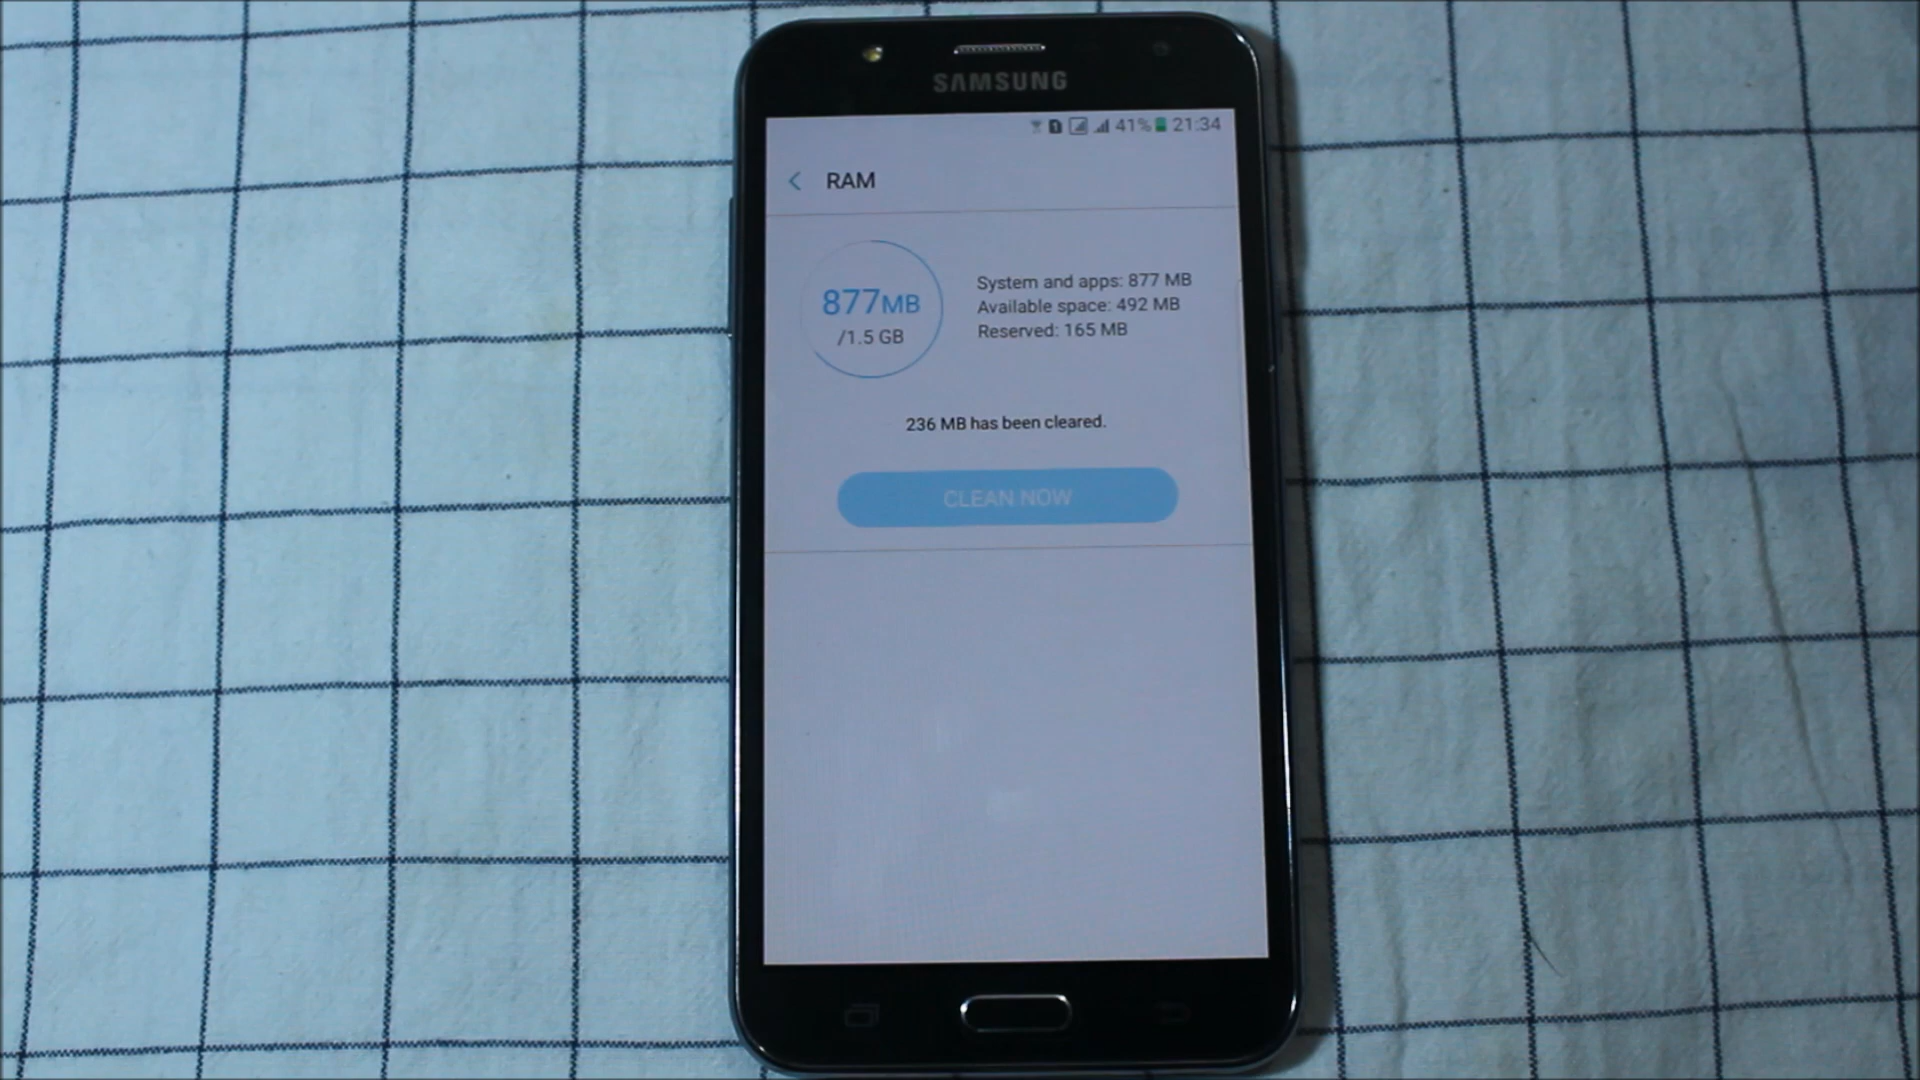 SAMSUNG
41% 21:34
RAM
877MB
/1.5 GB
System and apps: 877 MB
Available space: 492 MB
Reserved: 165 MB
236 MB has been cleared.
CLEAN NOW